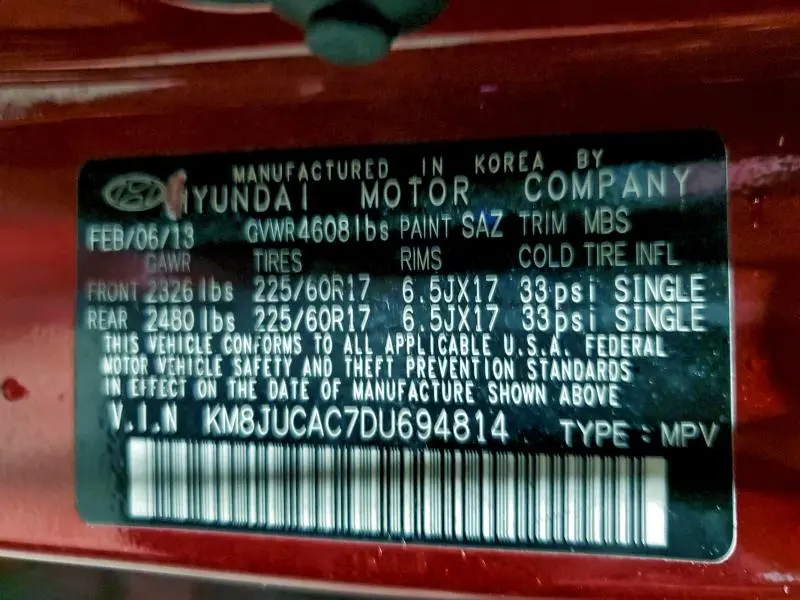 MANUFACTURED IN KOREA BY
HYUNDAI MOTOR COMPANY
FEB/06/13 GVWR4608lbs PAINT SAZ TRIM MBS
GAWR TIRES RIMS COLD TIRE INFL
FRONT 2326lbs 225/60R17 6.5JX17 33psi SINGLE
REAR 2480lbs 225/60R17 6.5JX17 33psi SINGLE
THIS VEHICLE CONFORMS TO ALL APPLICABLE U.S.A. FEDERAL
MOTOR VEHICLE SAFETY AND THEFT PREVENTION STANDARDS
IN EFFECT ON THE DATE OF MANUFACTURE SHOWN ABOVE
V.I.N KM8JUCAC7DU694814 TYPE : MPV